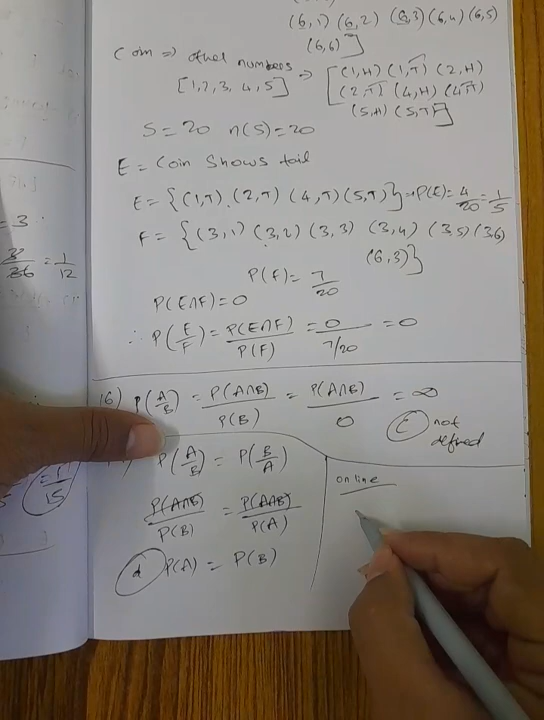 (6,1) (6,2) (6,3) (6,4) (6,5)
(6,6)]
Coin => other numbers => [(1,H) (1,T) (2,H)
[1,2,3,4,5] (2,T) (4,H) (4,T)
(5,H) (5,T)]
S=20 n(S)=20
E = Coin Shows tail
E = {(1,T), (2,T) (4,T) (5,T)} → P(E) = 4/20 = 1/5
F = {(3,1) (3,2) (3,3) (3,4) (3,5) (3,6)
(6,3)}
P(F) = 7/20
P(E∩F) = 0
∴ P(E/F) = P(E∩F)/P(F) = 0/7/20 = 0
16) P(A/B) = P(A∩B)/P(B) = P(A∩B)/0 = ∞
(c) not
defined
P(A/B) = P(B/A)
P(A∩B)/P(B) = P(A∩B)/P(A)
(d) P(A) = P(B)
online
= 3
3/36 = 1/12
15